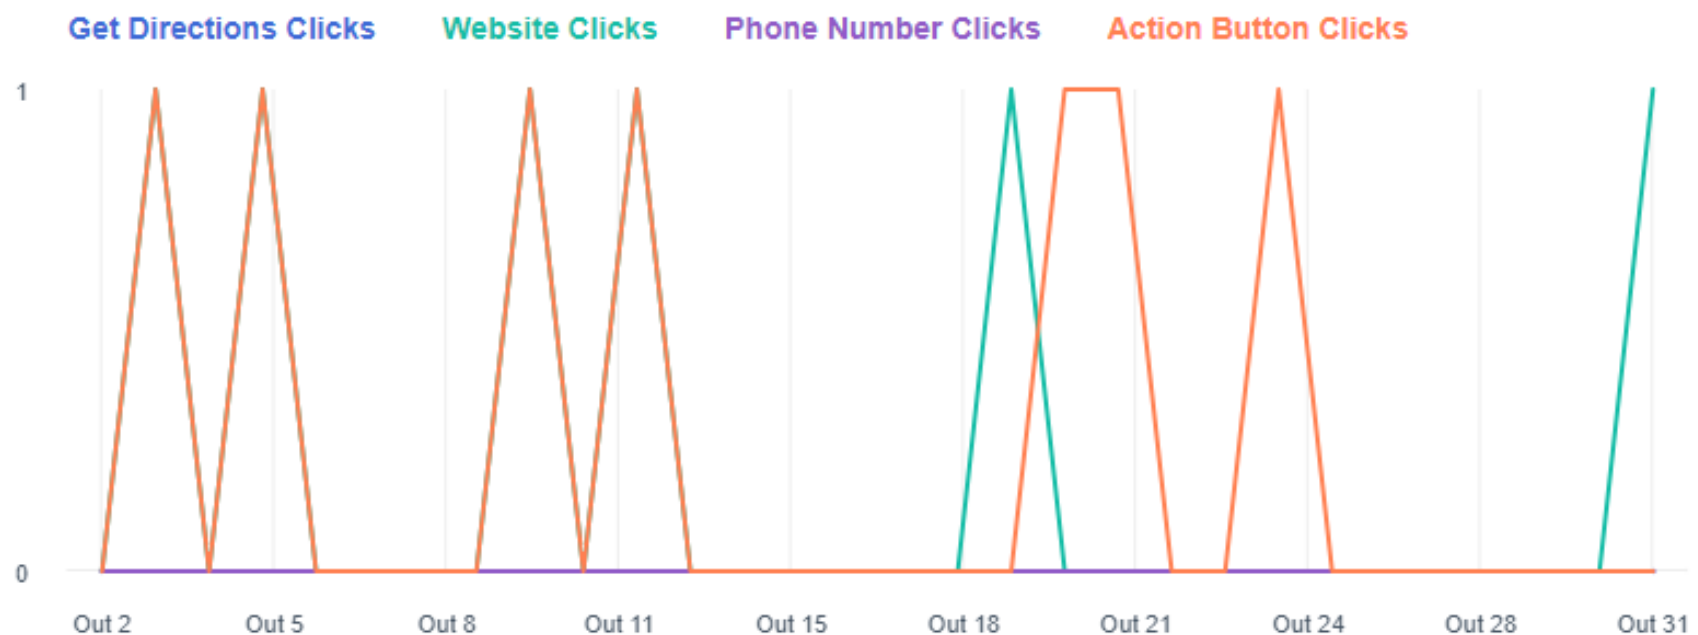 Get Directions Clicks Website Clicks Phone Number Clicks Action Button Clicks
1
0
Out 2 Out 5 Out 8 Out 11 Out 15 Out 18 Out 21 Out 24 Out 28 Out 31